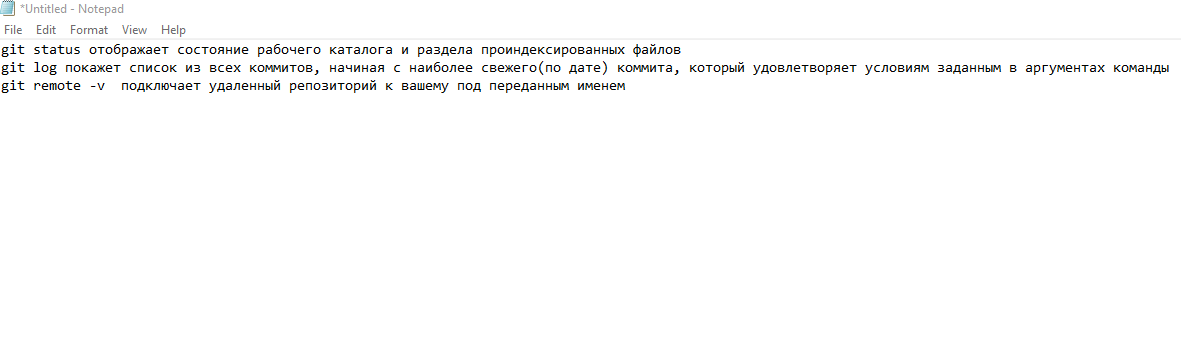 *Untitled - Notepad
File Edit Format View Help
git status отображает состояние рабочего каталога и раздела проиндексированных файлов
git log покажет список из всех коммитов, начиная с наиболее свежего(по дате) коммита, который удовлетворяет условиям заданным в аргументах команды
git remote -v  подключает удаленный репозиторий к вашему под переданным именем